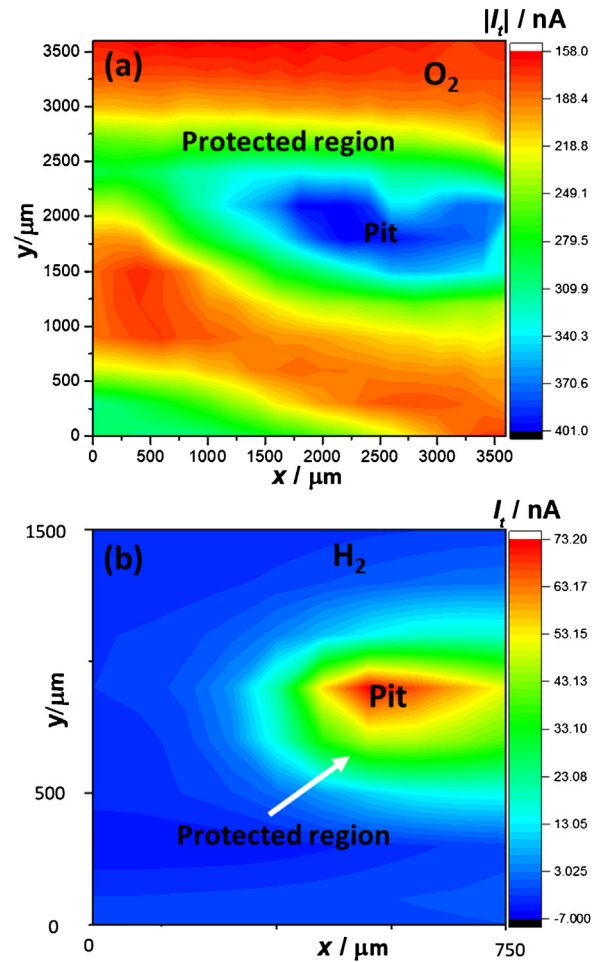 |It| / nA
(a)
O2
Protected region
Pit
y/µm
3500
3000
2500
2000
1500
1000
500
0
0 500 1000 1500 2000 2500 3000 3500
x / µm
158.0
188.4
218.8
249.1
279.5
309.9
340.3
370.6
401.0
It / nA
(b)
H2
Pit
Protected region
y/µm
1500
500
0
0 750
x / µm
73.20
63.17
53.15
43.13
33.10
23.08
13.05
3.025
-7.000